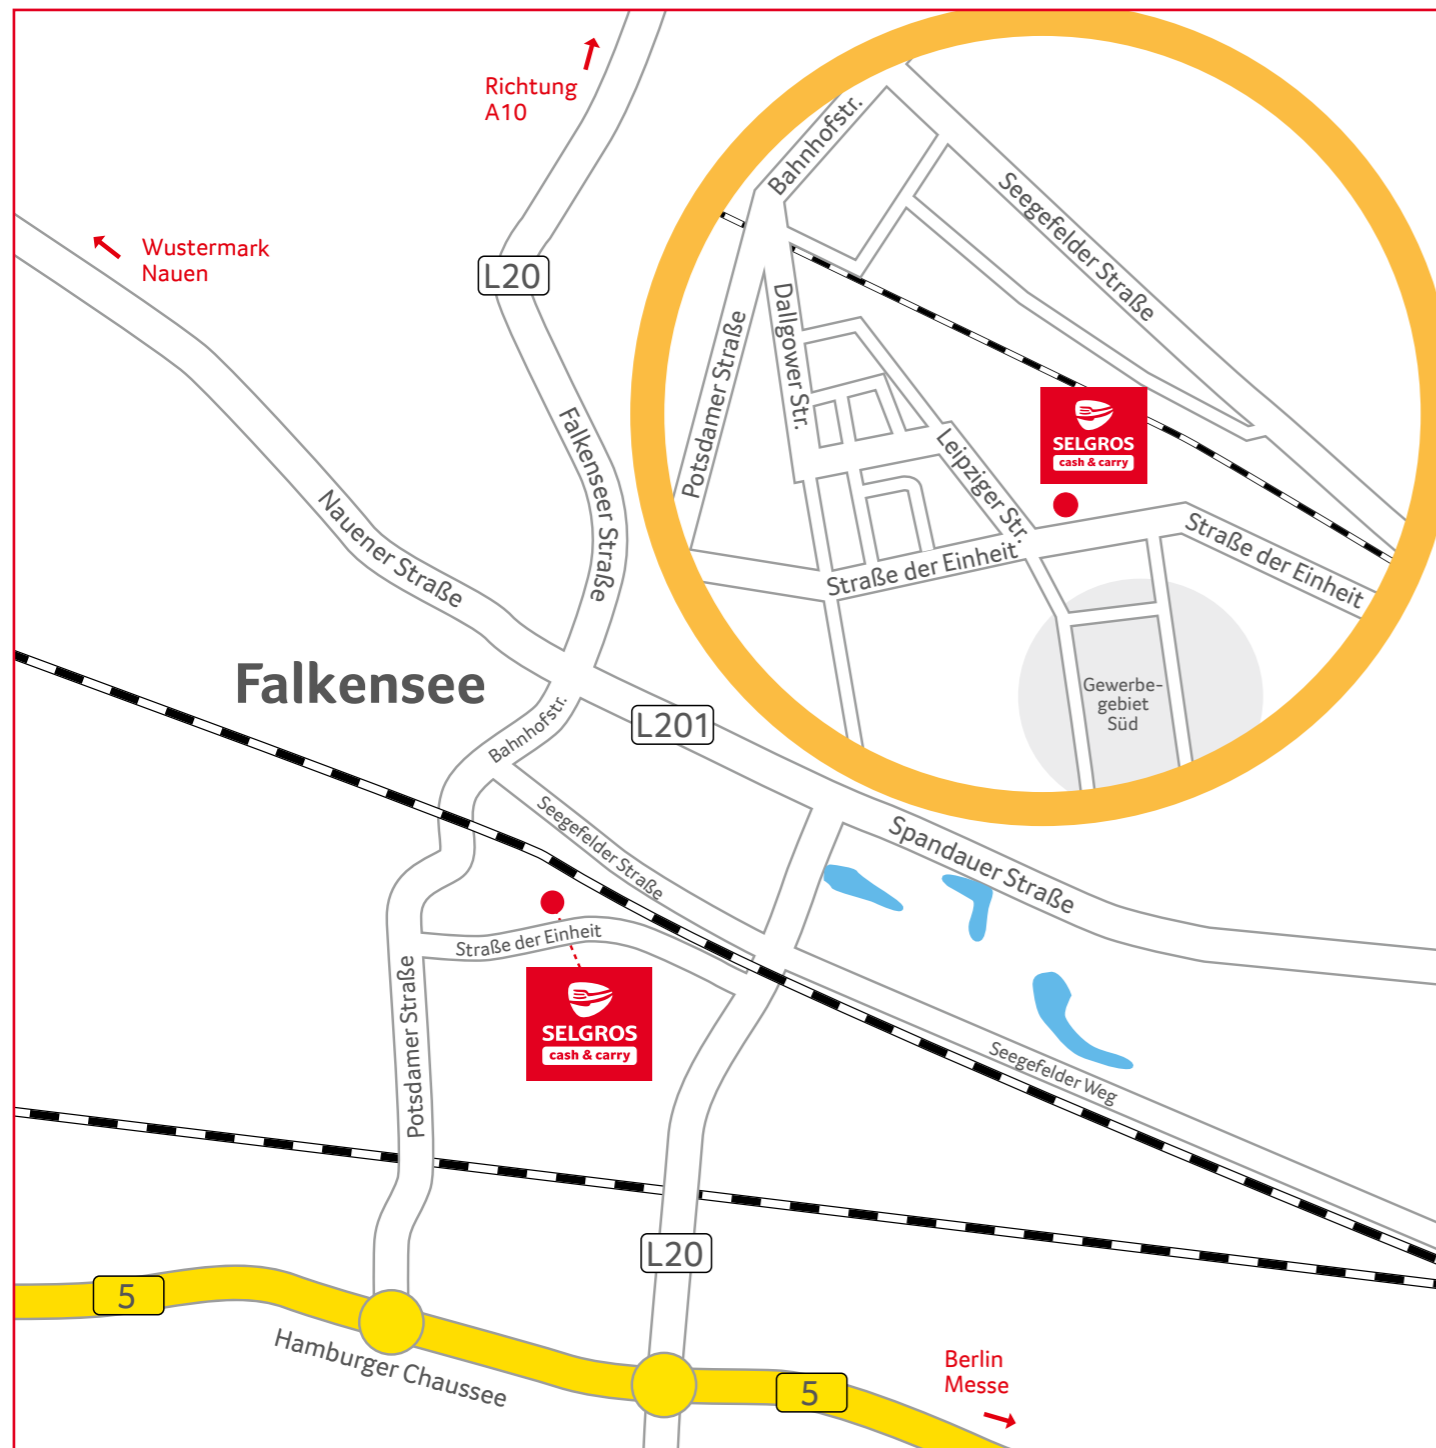 Richtung
A10
Wustermark
Nauen
L20
Falkenseer Straße
Nauener Straße
Falkensee
Bahnhofstr.
L201
Seegefelder Straße
Spandauer Straße
Straße der Einheit
SELGROS
cash & carry
Potsdamer Straße
Seegefelder Weg
L20
5
Hamburger Chaussee
5
Berlin
Messe
Bahnhofstr.
Seegefelder Straße
Potsdamer Straße
Dallgower Str.
Leipziger Str.
SELGROS
cash & carry
Straße der Einheit
Straße der Einheit
Gewerbe-
gebiet
Süd